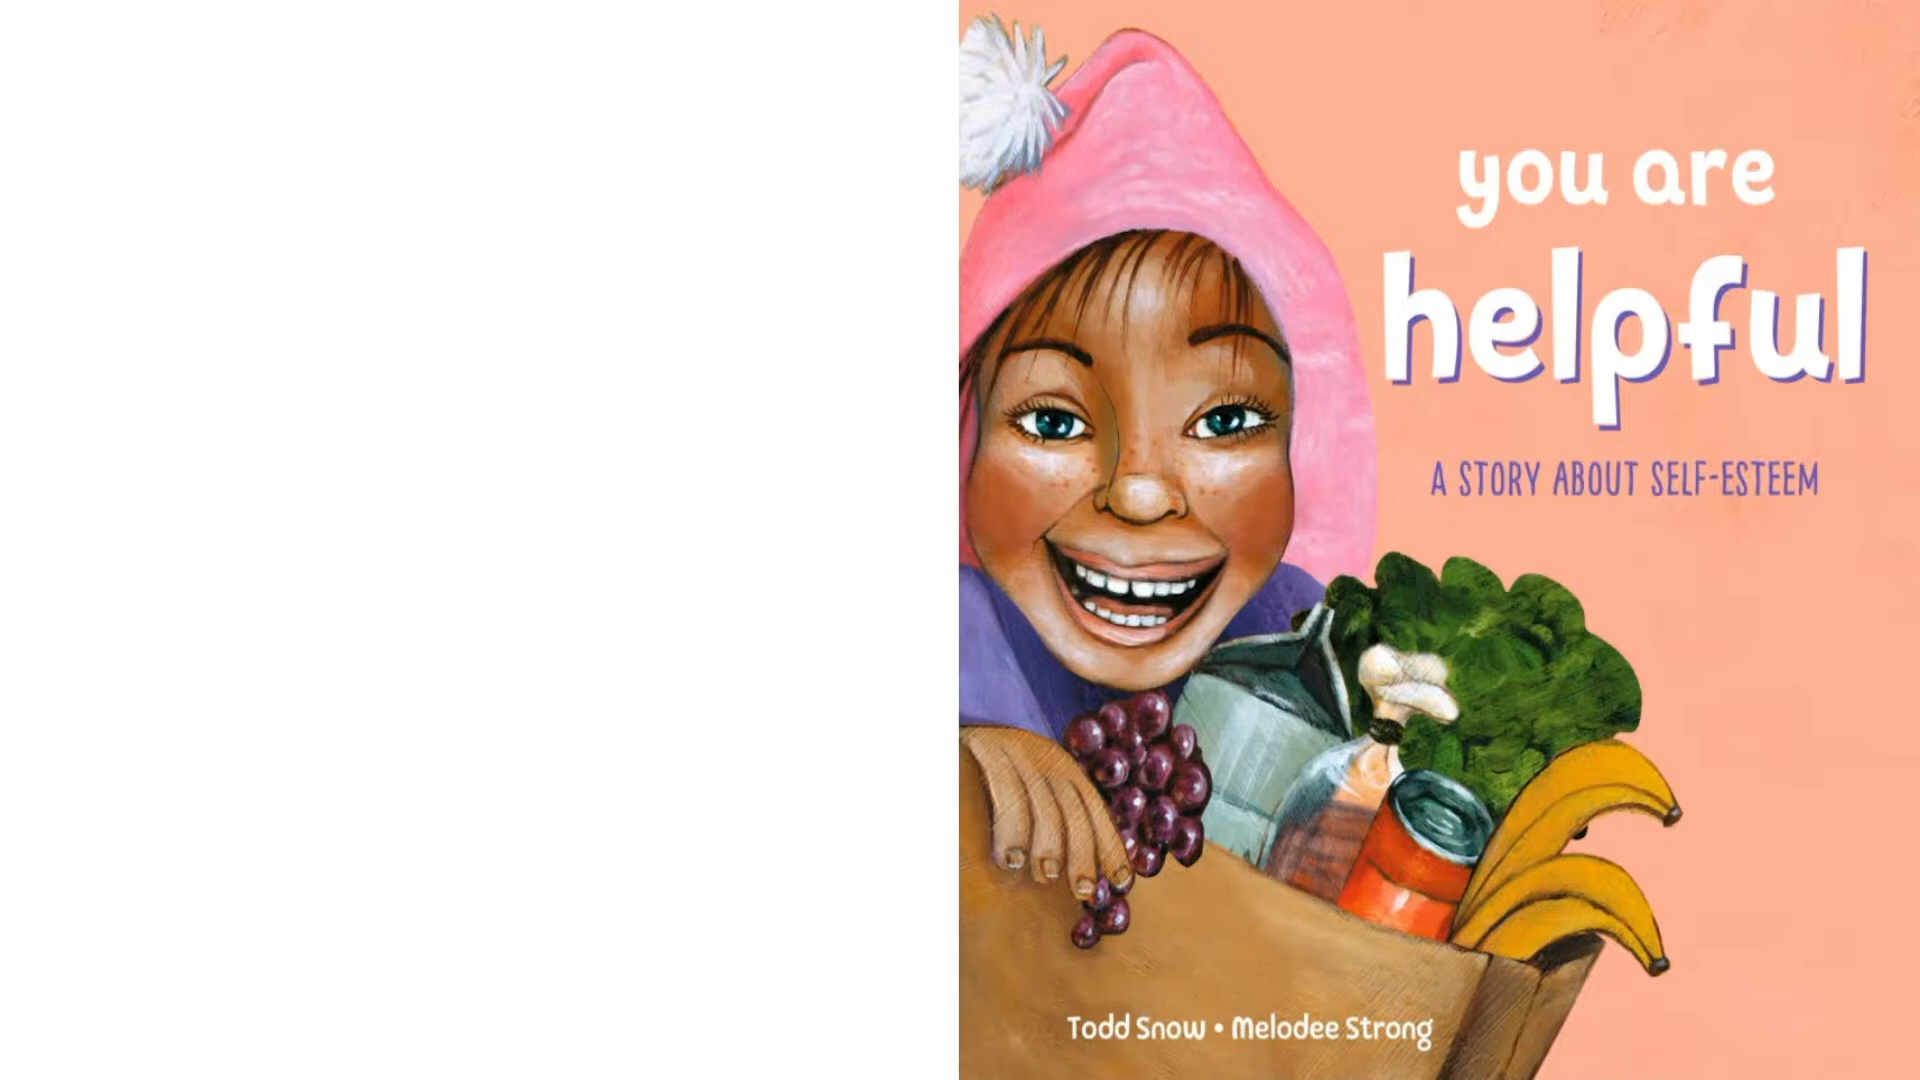 you are
helpful
A STORY ABOUT SELF-ESTEEM
Todd Snow • Melodee Strong